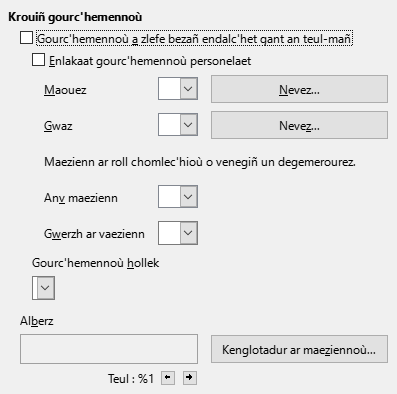 Krouiñ gourc'hemennoù
Gourc'hemennoù a zlefe bezañ endalc'het gant an teul-mañ
Enlakaat gourc'hemennoù personelaet
Maouez
Nevez...
Gwaz
Nevez...
Maezienn ar roll chomlec'hioù o venegiñ un degemerourez.
Anv maezienn
Gwerzh ar vaezienn
Gourc'hemennoù hollek
Alberz
Kenglotadur ar maeziennoù...
Teul : %1